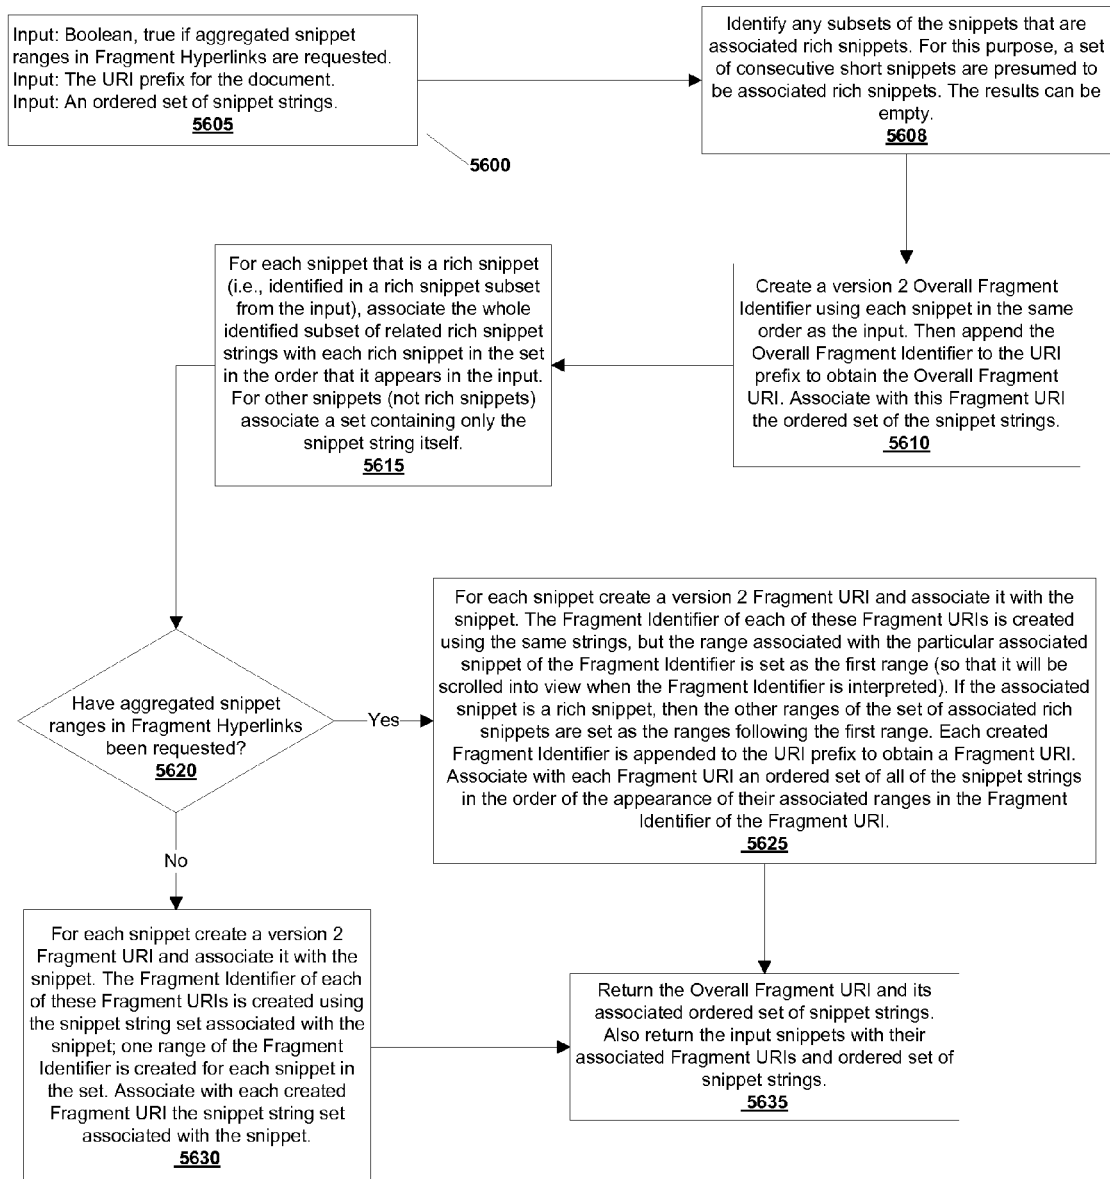 Input: Boolean, true if aggregated snippet
ranges in Fragment Hyperlinks are requested.
Input: The URI prefix for the document.
Input: An ordered set of snippet strings.
5605
5600
Identify any subsets of the snippets that are
associated rich snippets. For this purpose, a set
of consecutive short snippets are presumed to
be associated rich snippets. The results can be
empty.
5608
Create a version 2 Overall Fragment
Identifier using each snippet in the same
order as the input. Then append the
Overall Fragment Identifier to the URI
prefix to obtain the Overall Fragment
URI. Associate with this Fragment URI
the ordered set of the snippet strings.
5610
For each snippet that is a rich snippet
(i.e., identified in a rich snippet subset
from the input), associate the whole
identified subset of related rich snippet
strings with each rich snippet in the set
in the order that it appears in the input.
For other snippets (not rich snippets)
associate a set containing only the
snippet string itself.
5615
Have aggregated snippet
ranges in Fragment Hyperlinks
been requested?
5620
Yes
No
For each snippet create a version 2 Fragment URI and associate it with the
snippet. The Fragment Identifier of each of these Fragment URIs is created
using the same strings, but the range associated with the particular associated
snippet of the Fragment Identifier is set as the first range (so that it will be
scrolled into view when the Fragment Identifier is interpreted). If the associated
snippet is a rich snippet, then the other ranges of the set of associated rich
snippets are set as the ranges following the first range. Each created
Fragment Identifier is appended to the URI prefix to obtain a Fragment URI.
Associate with each Fragment URI an ordered set of all of the snippet strings
in the order of the appearance of their associated ranges in the Fragment
Identifier of the Fragment URI.
5625
For each snippet create a version 2
Fragment URI and associate it with the
snippet. The Fragment Identifier of each
of these Fragment URIs is created using
the snippet string set associated with the
snippet; one range of the Fragment
Identifier is created for each snippet in
the set. Associate with each created
Fragment URI the snippet string set
associated with the snippet.
5630
Return the Overall Fragment URI and its
associated ordered set of snippet strings.
Also return the input snippets with their
associated Fragment URIs and ordered set of
snippet strings.
5635